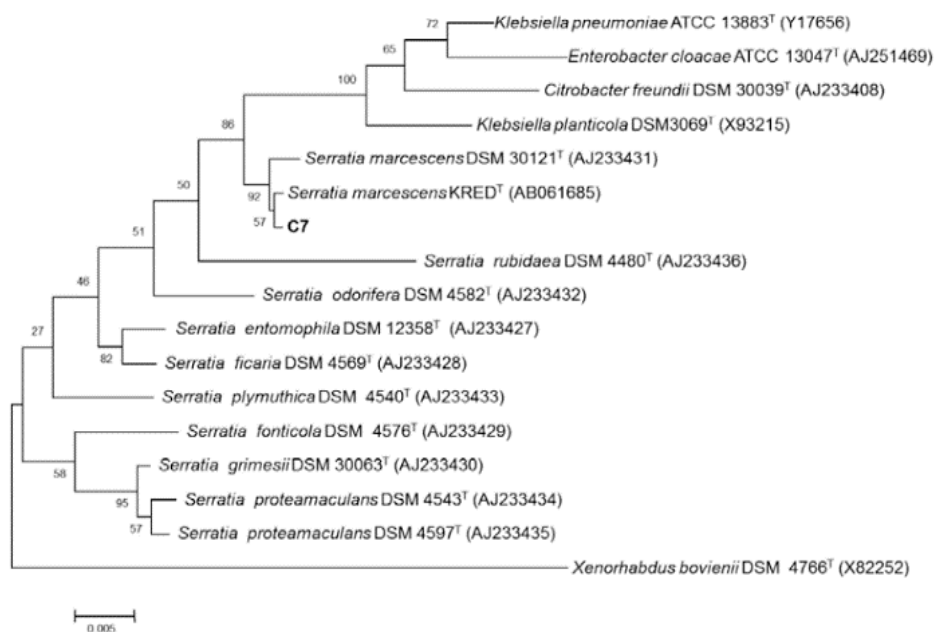 72
Klebsiella pneumoniae ATCC 13883ᵀ (Y17656)
Enterobacter cloacae ATCC 13047ᵀ (AJ251469)
65
Citrobacter freundii DSM 30039ᵀ (AJ233408)
100
Klebsiella planticola DSM3069ᵀ (X93215)
86
Serratia marcescens DSM 30121ᵀ (AJ233431)
92
Serratia marcescens KREDᵀ (AB061685)
57
C7
50
Serratia rubidaea DSM 4480ᵀ (AJ233436)
51
Serratia odorifera DSM 4582ᵀ (AJ233432)
46
Serratia entomophila DSM 12358ᵀ (AJ233427)
82
Serratia ficaria DSM 4569ᵀ (AJ233428)
27
Serratia plymuthica DSM 4540ᵀ (AJ233433)
Serratia fonticola DSM 4576ᵀ (AJ233429)
58
Serratia grimesii DSM 30063ᵀ (AJ233430)
95
Serratia proteamaculans DSM 4543ᵀ (AJ233434)
57
Serratia proteamaculans DSM 4597ᵀ (AJ233435)
Xenorhabdus bovienii DSM 4766ᵀ (X82252)
0.005